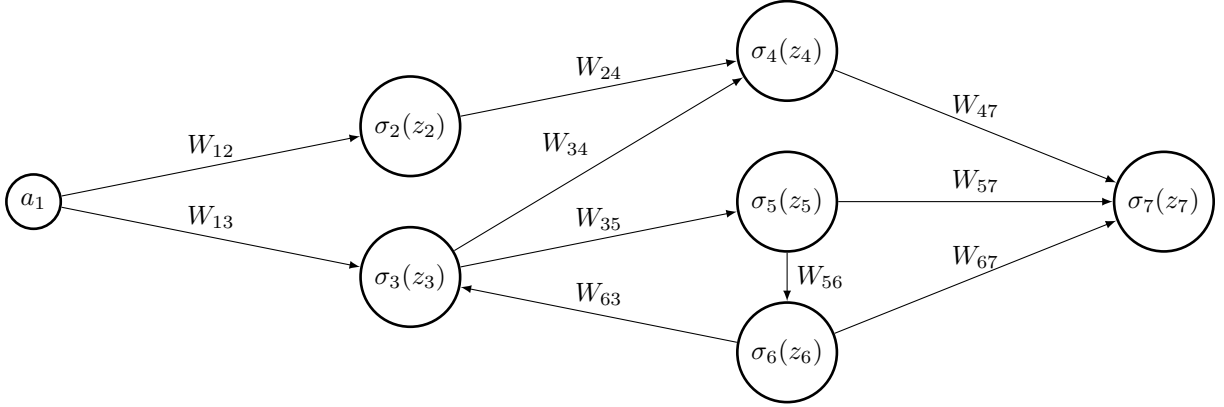 a₁
W₁₂
W₁₃
σ₂(z₂)
σ₃(z₃)
W₂₄
W₃₄
W₃₅
W₆₃
σ₄(z₄)
σ₅(z₅)
W₅₆
σ₆(z₆)
W₄₇
W₅₇
W₆₇
σ₇(z₇)